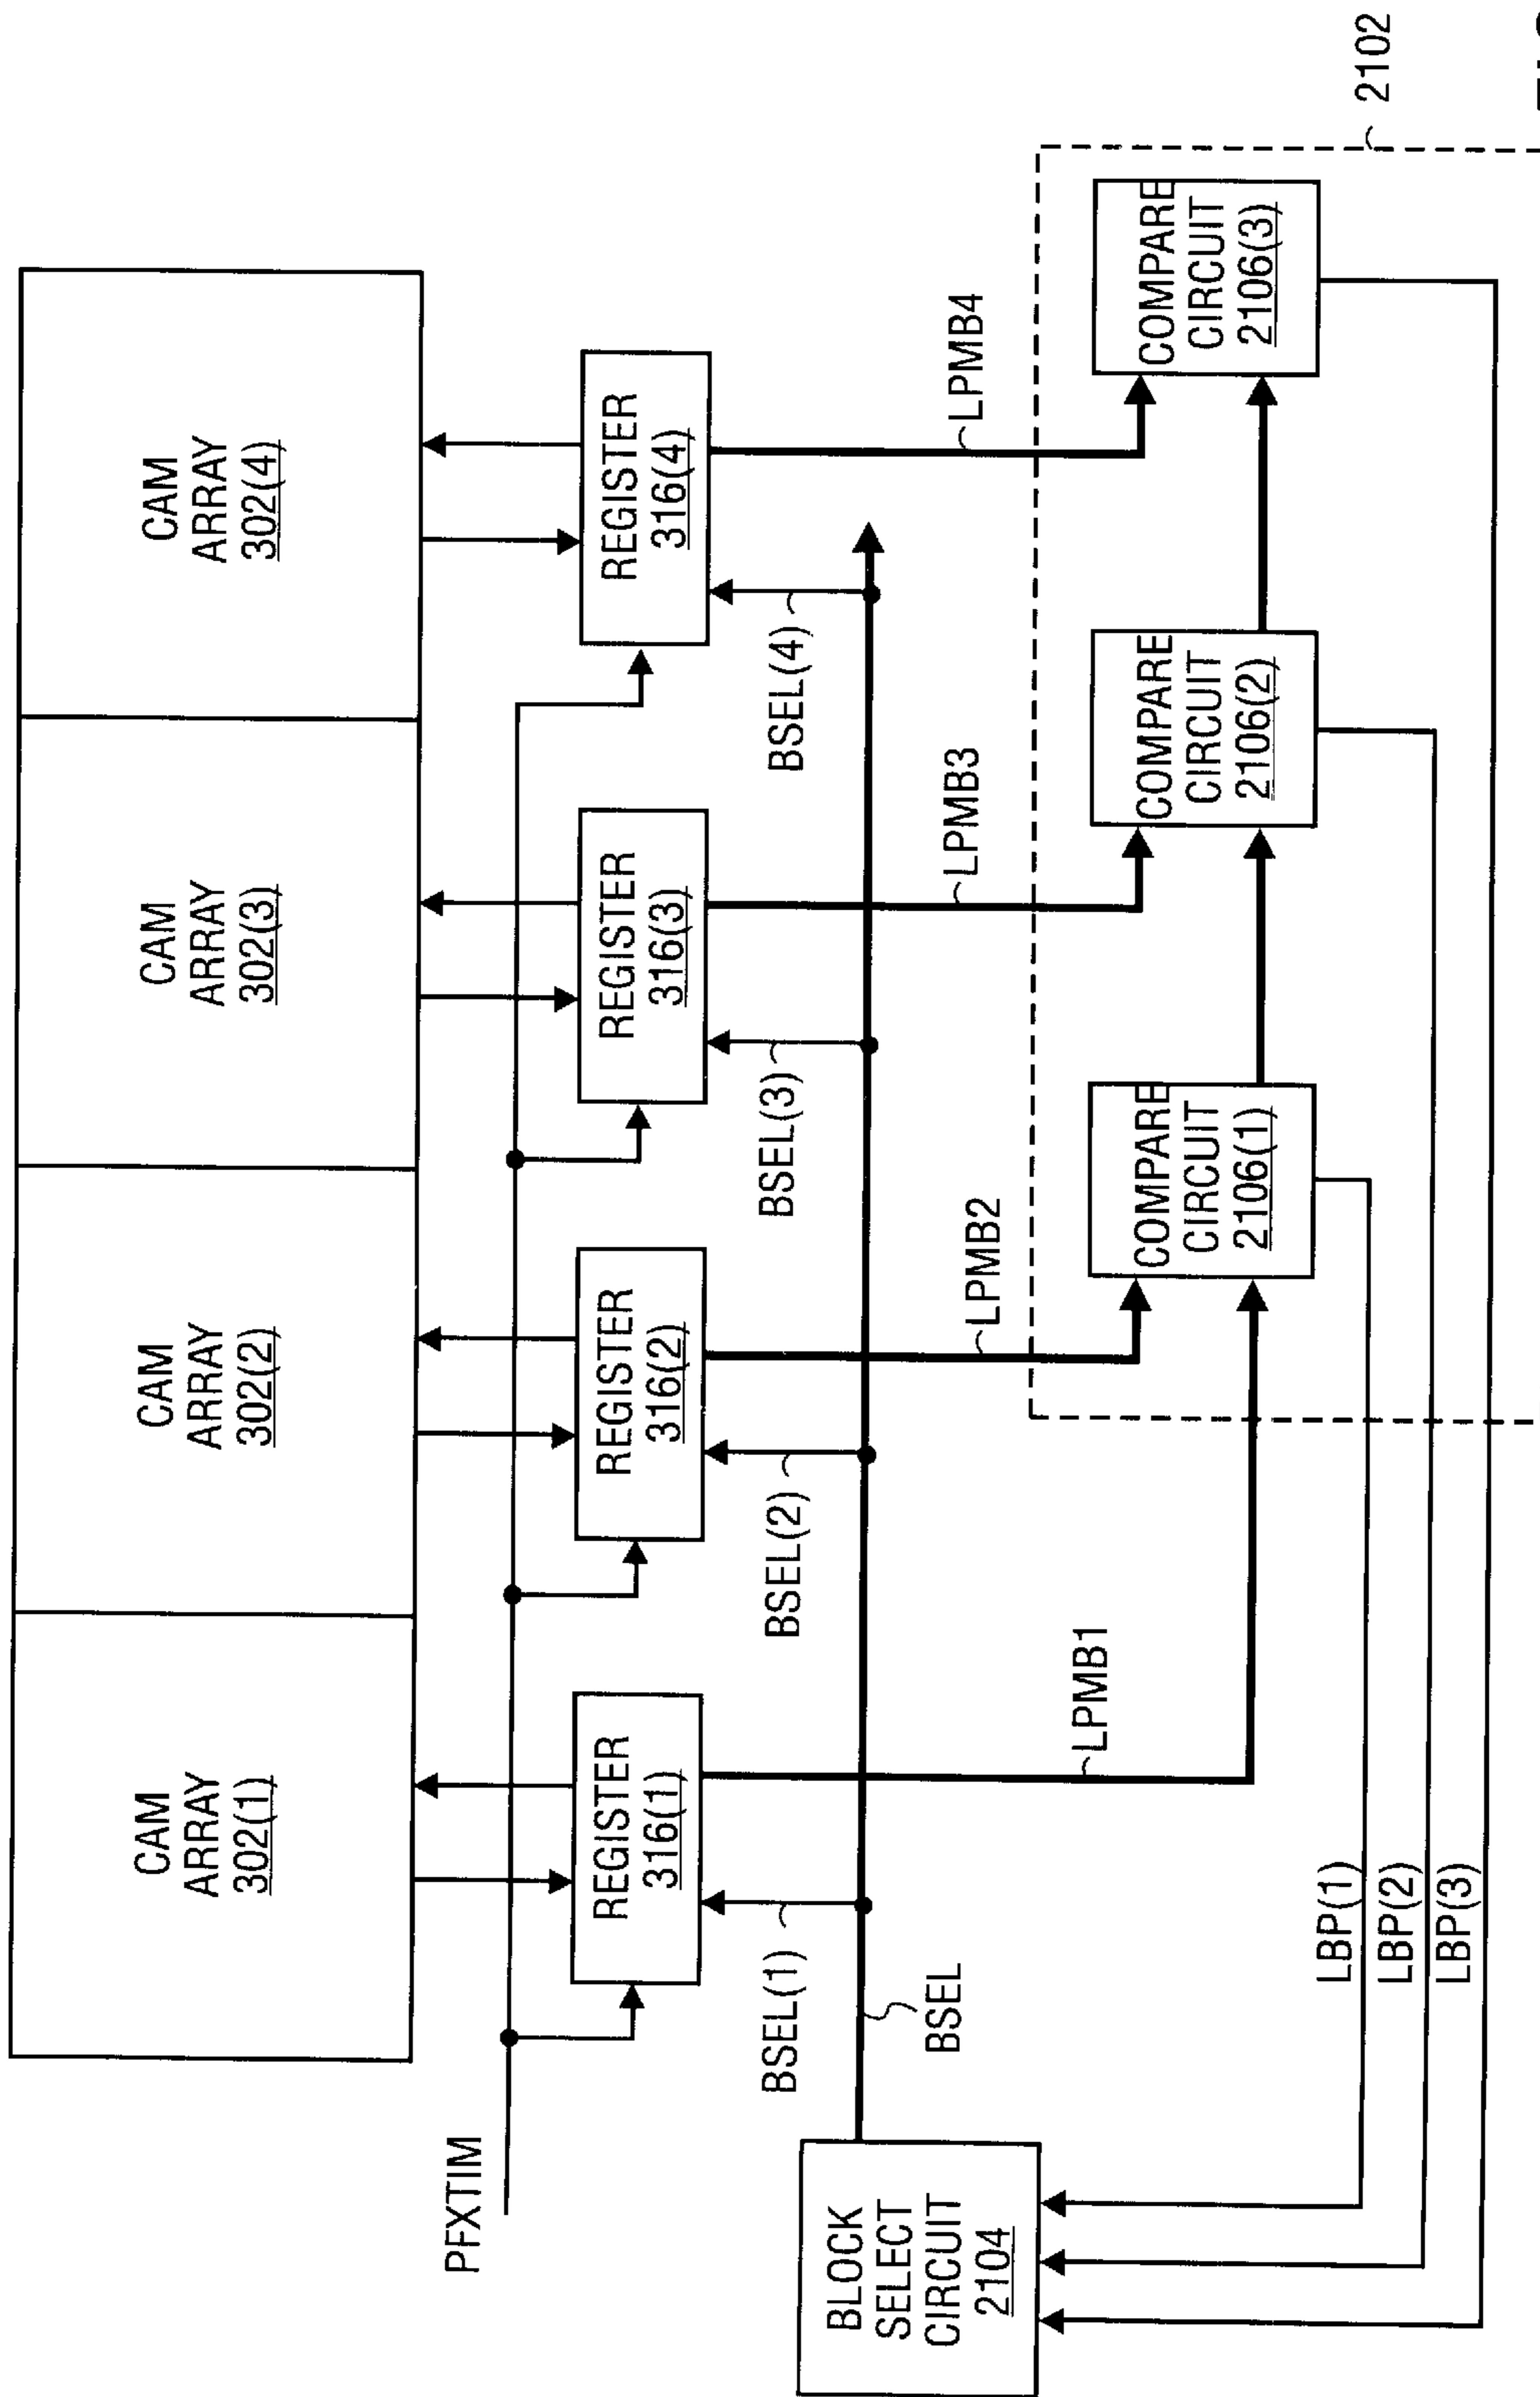 CAM
ARRAY
302(1)
CAM
ARRAY
302(2)
CAM
ARRAY
302(3)
CAM
ARRAY
302(4)
PFXTIM
REGISTER
316(1)
REGISTER
316(2)
REGISTER
316(3)
REGISTER
316(4)
BSEL(1)
BSEL(2)
BSEL(3)
BSEL(4)
BLOCK
SELECT
CIRCUIT
2104
BSEL
LPMB1
LPMB2
LPMB3
LPMB4
COMPARE
CIRCUIT
2106(1)
COMPARE
CIRCUIT
2106(2)
COMPARE
CIRCUIT
2106(3)
2102
LBP(1)
LBP(2)
LBP(3)